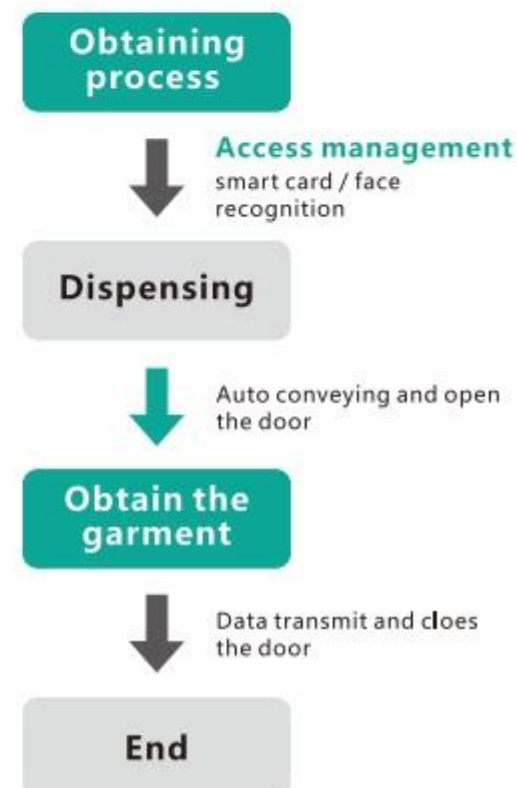 Obtaining
process
Access management
smart card / face
recognition
Dispensing
Auto conveying and open
the door
Obtain the
garment
Data transmit and cloes
the door
End